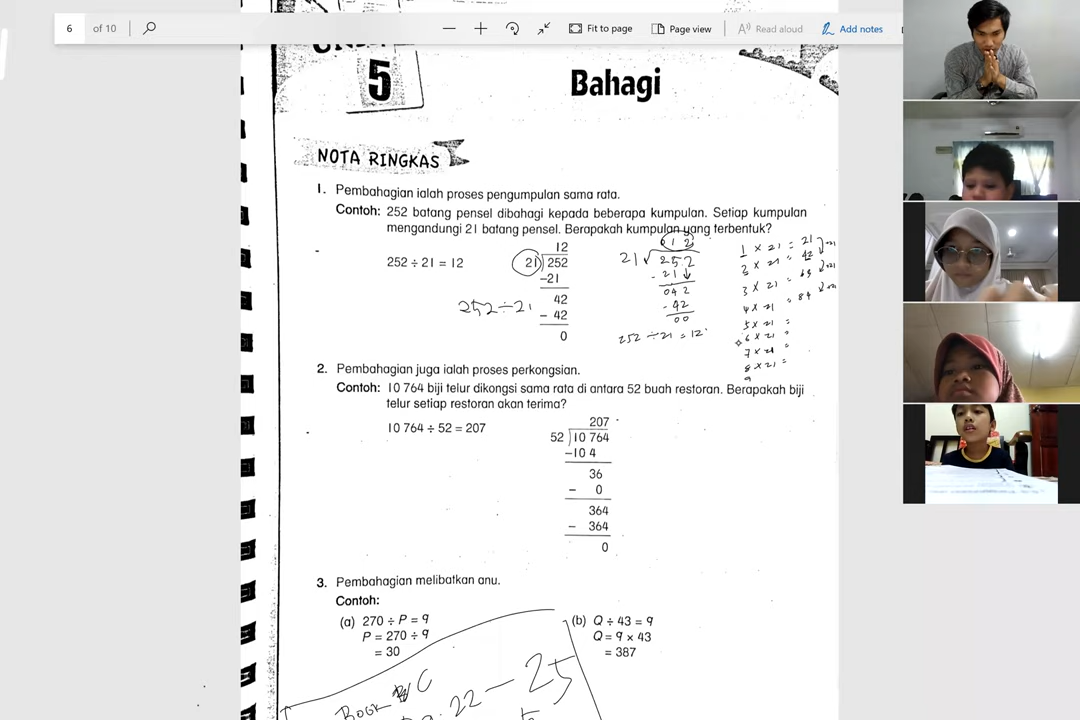 6 of 10 Fit to page Page view Read aloud Add notes
5
Bahagi
NOTA RINGKAS
1. Pembahagian ialah proses pengumpulan sama rata.
Contoh: 252 batang pensel dibahagi kepada beberapa kumpulan. Setiap kumpulan
mengandungi 21 batang pensel. Berapakah kumpulan yang terbentuk?
252 ÷ 21 = 12
12
21 252
−21
42
− 42
0
252 ÷ 21
012
21 252
- 21
042
- 42
00
252 ÷ 21 = 12
1 x 21 = 21
2 x 21 = 42
3 x 21 = 63
4 x 21 = 84
5 x 21 =
6 x 21 =
7 x 21 =
8 x 21 =
9
2. Pembahagian juga ialah proses perkongsian.
Contoh: 10 764 biji telur dikongsi sama rata di antara 52 buah restoran. Berapakah biji
telur setiap restoran akan terima?
10 764 ÷ 52 = 207
207
52 10 764
−10 4
36
− 0
364
− 364
0
3. Pembahagian melibatkan anu.
Contoh:
(a) 270 ÷ P = 9
P = 270 ÷ 9
= 30
(b) Q ÷ 43 = 9
Q = 9 × 43
= 387
BOOK C
22 - 25